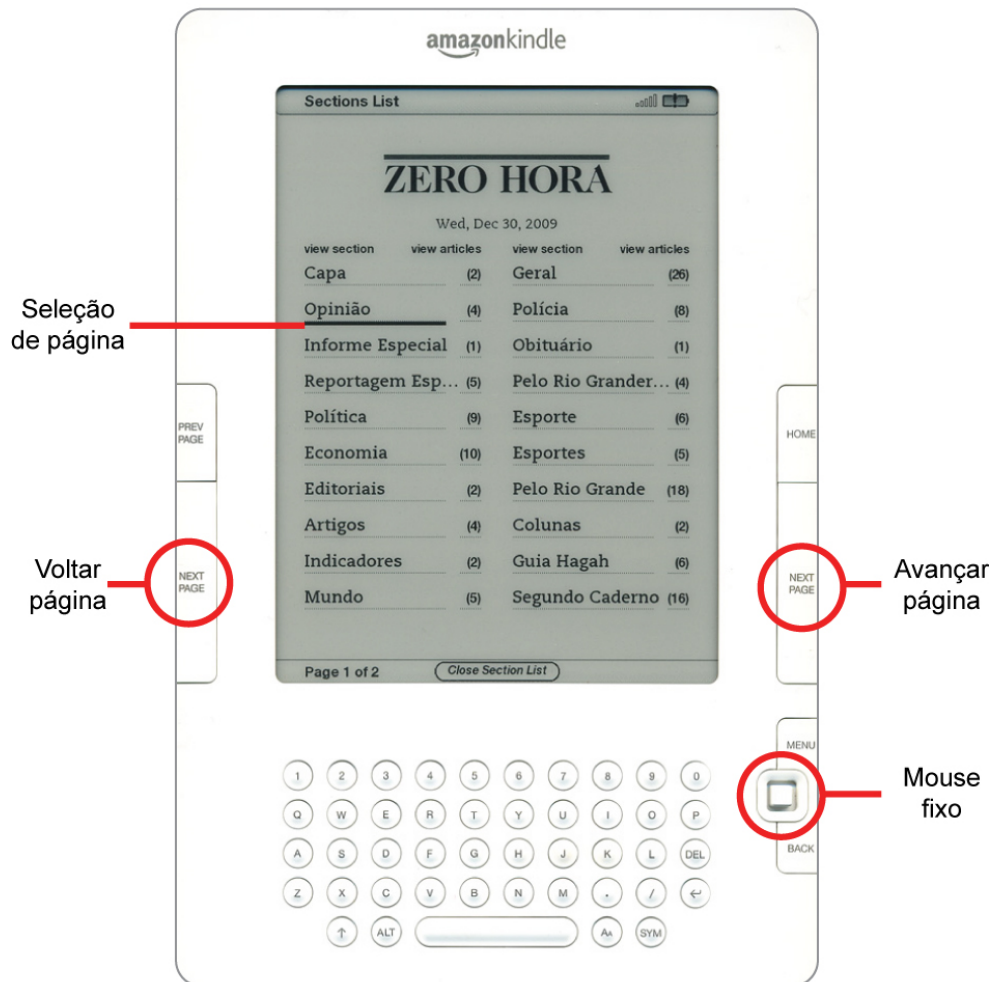 amazonkindle
Sections List
ZERO HORA
Wed, Dec 30, 2009
view section view articles view section view articles
Capa (2) Geral (26)
Opinião (4) Polícia (8)
Informe Especial (1) Obituário (1)
Reportagem Esp... (5) Pelo Rio Grander... (4)
Política (9) Esporte (6)
Economia (10) Esportes (5)
Editoriais (2) Pelo Rio Grande (18)
Artigos (4) Colunas (2)
Indicadores (2) Guia Hagah (6)
Mundo (5) Segundo Caderno (16)
Page 1 of 2 Close Section List
Seleção
de página
PREV
PAGE
HOME
Voltar
página
NEXT
PAGE
NEXT
PAGE
Avançar
página
MENU
Mouse
fixo
BACK
1 2 3 4 5 6 7 8 9 0
Q W E R T Y U I O P
A S D F G H J K L DEL
Z X C V B N M . / ↵
↑ ALT AA SYM